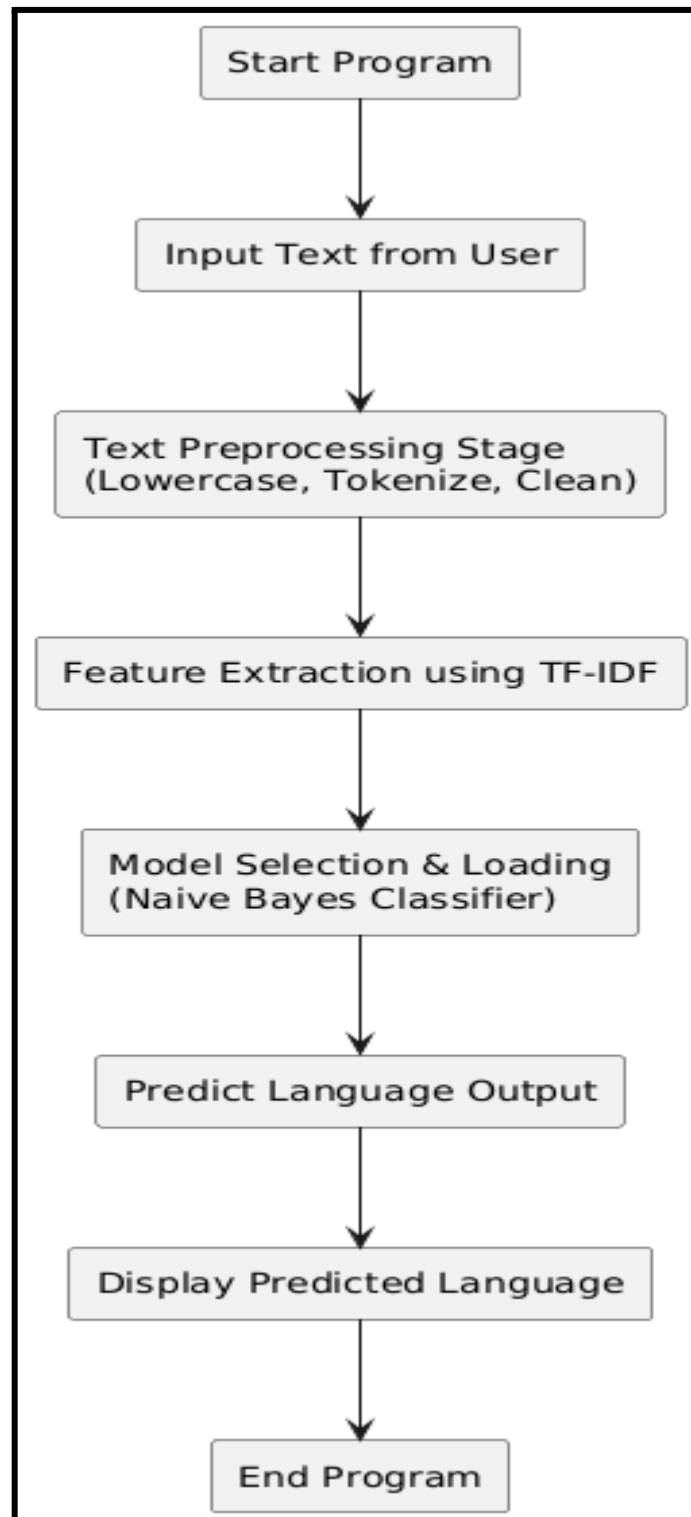 Start Program
Input Text from User
Text Preprocessing Stage
(Lowercase, Tokenize, Clean)
Feature Extraction using TF-IDF
Model Selection & Loading
(Naive Bayes Classifier)
Predict Language Output
Display Predicted Language
End Program